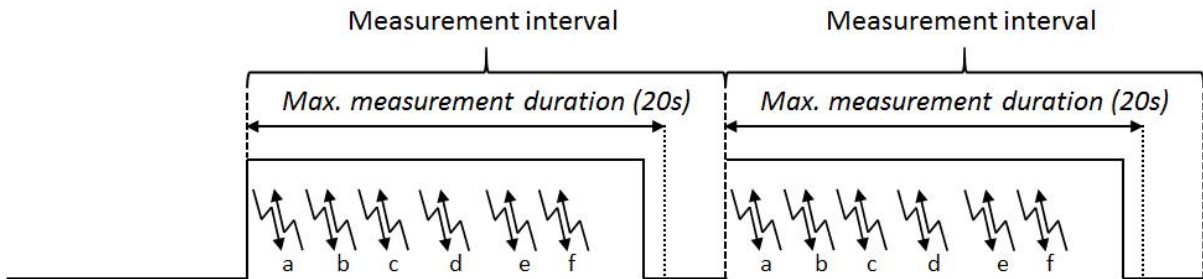 Measurement interval Measurement interval
Max. measurement duration (20s) Max. measurement duration (20s)
a b c d e f a b c d e f